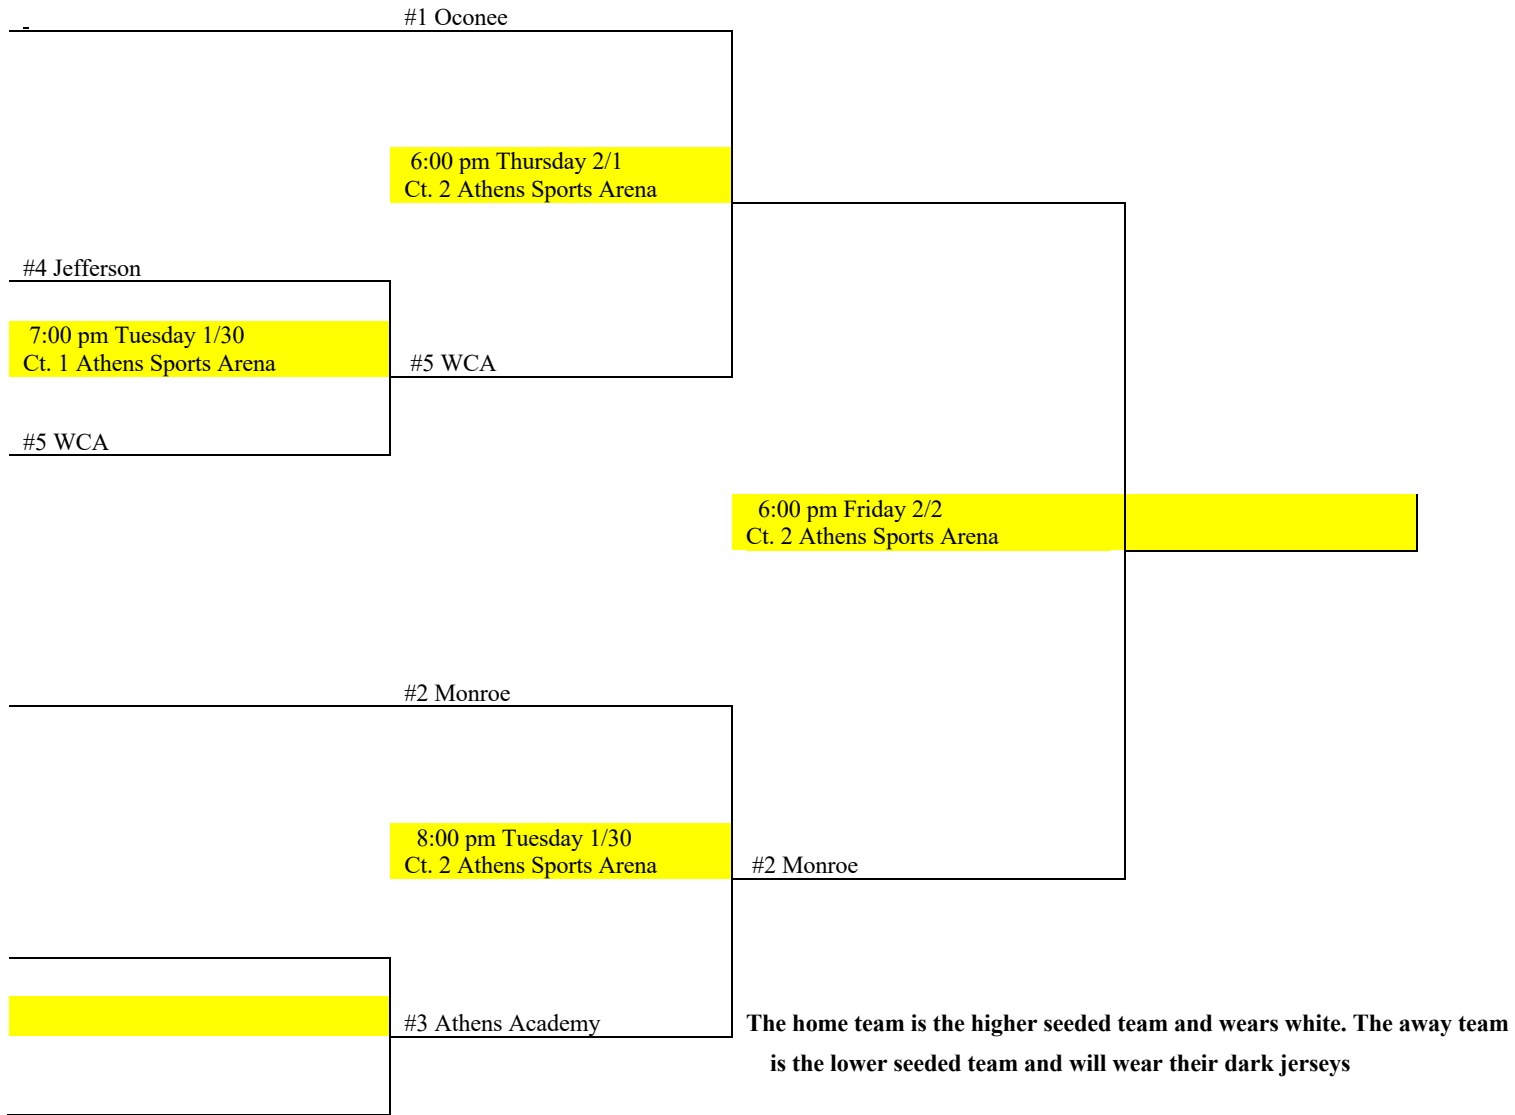 #1 Oconee
6:00 pm Thursday 2/1
Ct. 2 Athens Sports Arena
#4 Jefferson
7:00 pm Tuesday 1/30
Ct. 1 Athens Sports Arena
#5 WCA
#5 WCA
6:00 pm Friday 2/2
Ct. 2 Athens Sports Arena
#2 Monroe
8:00 pm Tuesday 1/30
Ct. 2 Athens Sports Arena
#2 Monroe
#3 Athens Academy
The home team is the higher seeded team and wears white. The away team
is the lower seeded team and will wear their dark jerseys